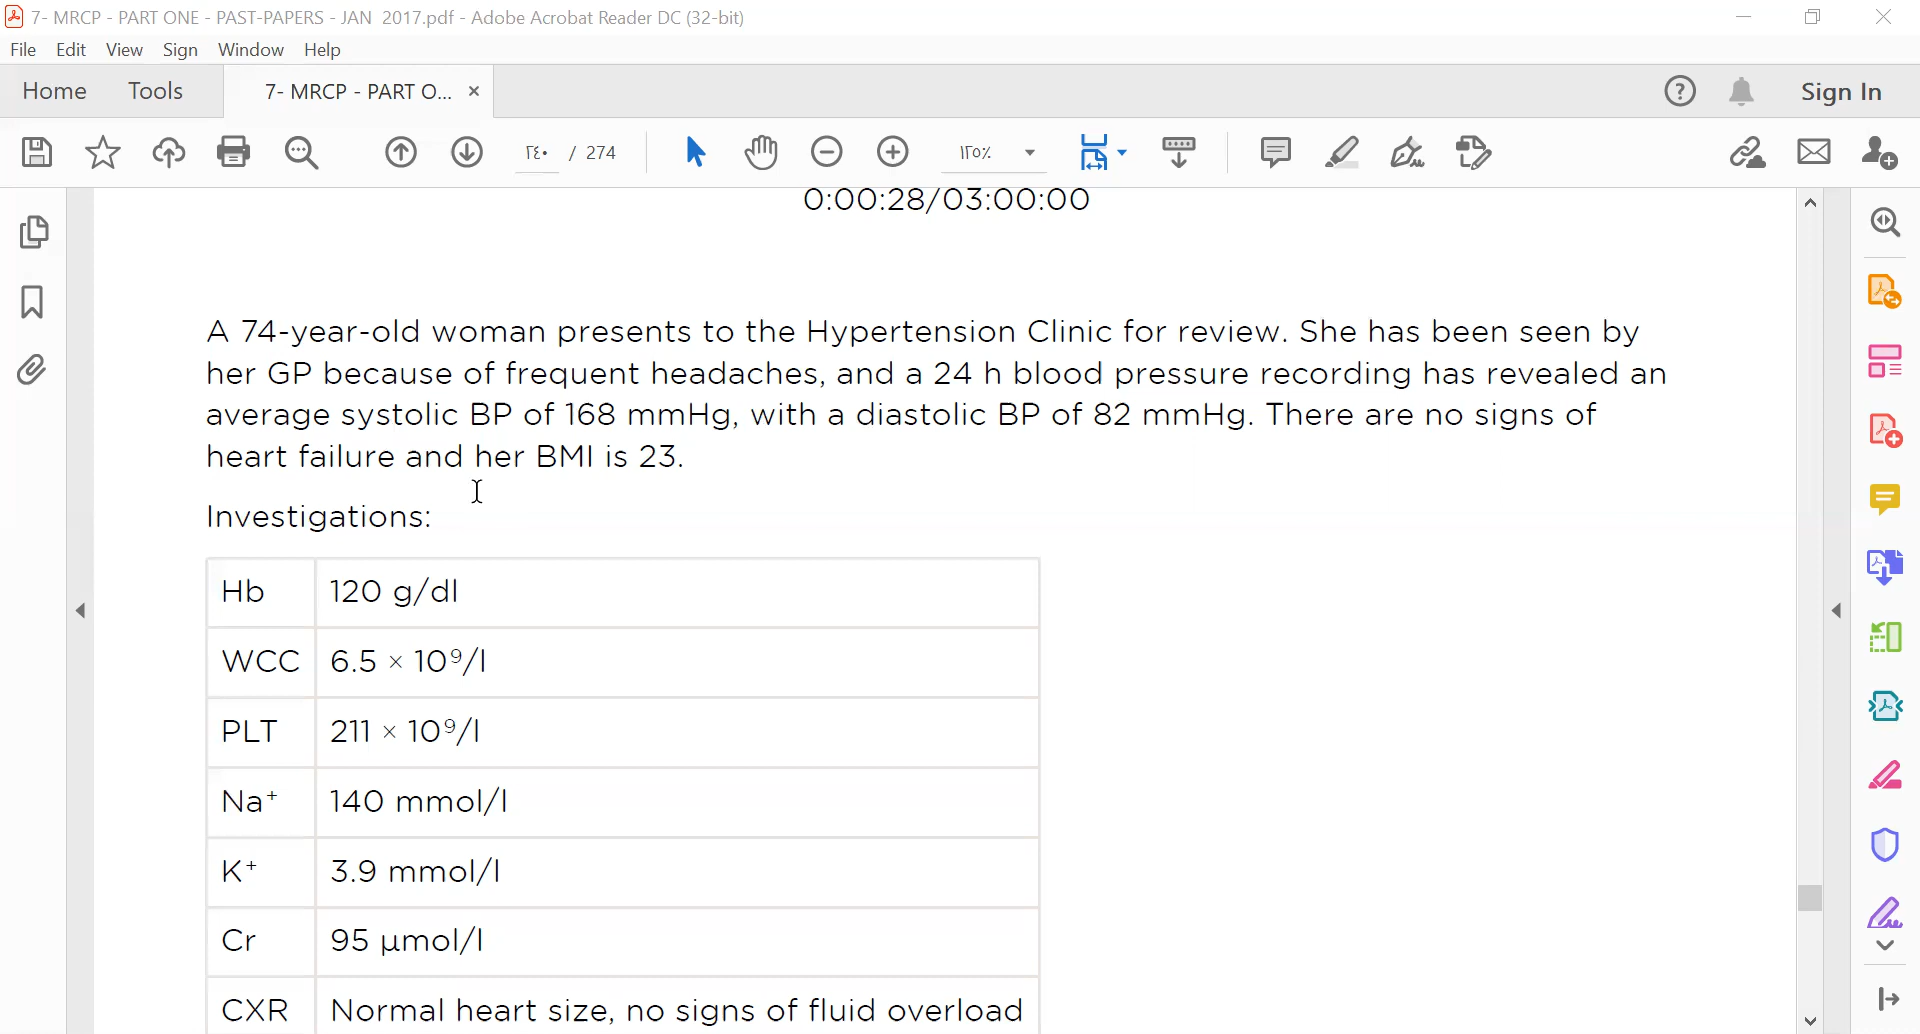 7- MRCP - PART ONE - PAST-PAPERS - JAN  2017.pdf - Adobe Acrobat Reader DC (32-bit)
File Edit View Sign Window Help
Home Tools 7- MRCP - PART O... × Sign In
٢٤٠ / 274 ١٢٥٪
0:00:28/03:00:00
A 74-year-old woman presents to the Hypertension Clinic for review. She has been seen by
her GP because of frequent headaches, and a 24 h blood pressure recording has revealed an
average systolic BP of 168 mmHg, with a diastolic BP of 82 mmHg. There are no signs of
heart failure and her BMI is 23.
Investigations:
Hb 120 g/dl
WCC 6.5 × 10⁹/l
PLT 211 × 10⁹/l
Na⁺ 140 mmol/l
K⁺ 3.9 mmol/l
Cr 95 µmol/l
CXR Normal heart size, no signs of fluid overload